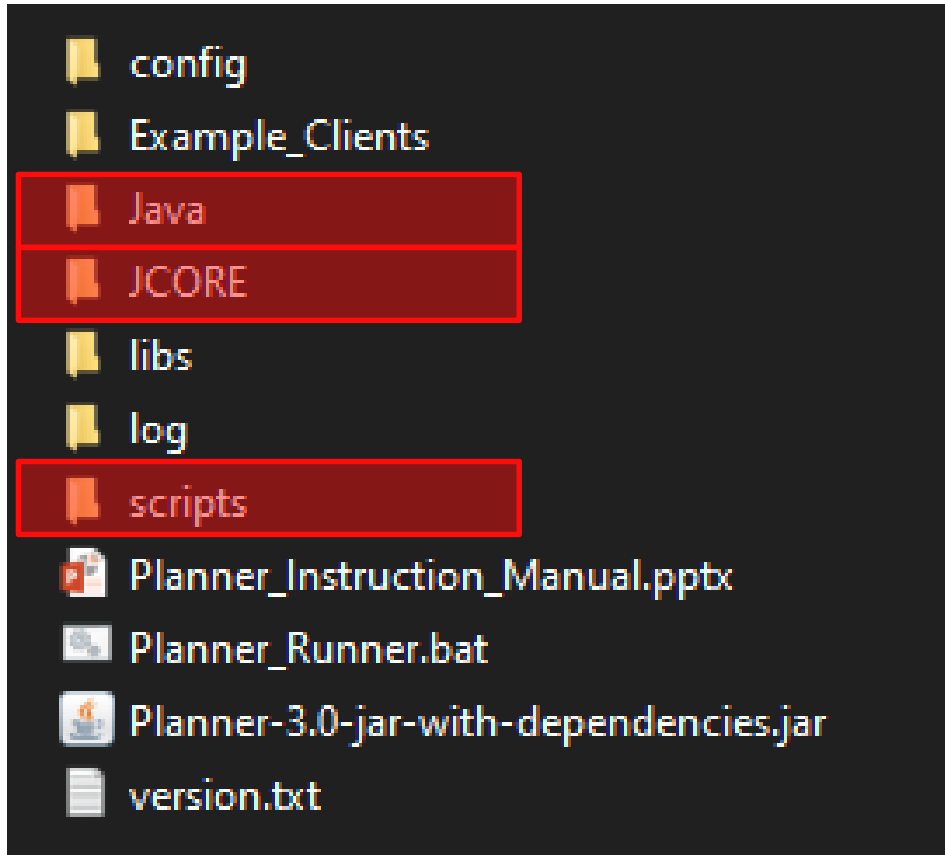 config
Example_Clients
Java
JCORE
libs
log
scripts
Planner_Instruction_Manual.pptx
Planner_Runner.bat
Planner-3.0-jar-with-dependencies.jar
version.txt